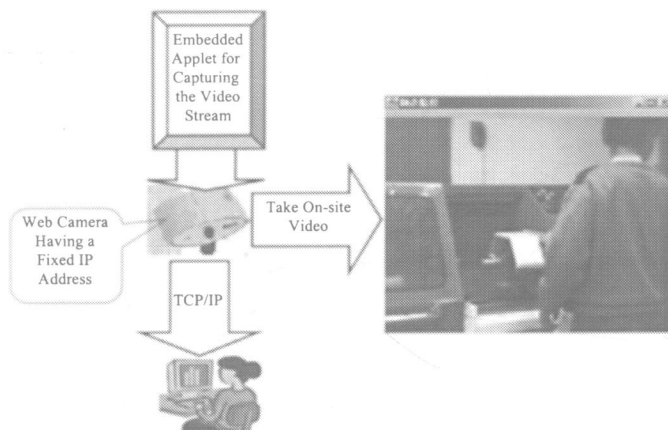 Embedded
Applet for
Capturing
the Video
Stream
Web Camera
Having a
Fixed IP
Address
Take On-site
Video
TCP/IP